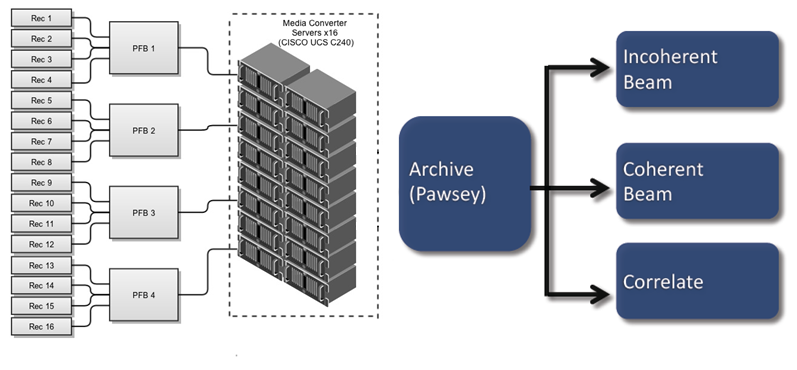 Rec 1
Rec 2
Rec 3
Rec 4
Rec 5
Rec 6
Rec 7
Rec 8
Rec 9
Rec 10
Rec 11
Rec 12
Rec 13
Rec 14
Rec 15
Rec 16
PFB 1
PFB 2
PFB 3
PFB 4
Media Converter
Servers x16
(CISCO UCS C240)
Archive
(Pawsey)
Incoherent
Beam
Coherent
Beam
Correlate